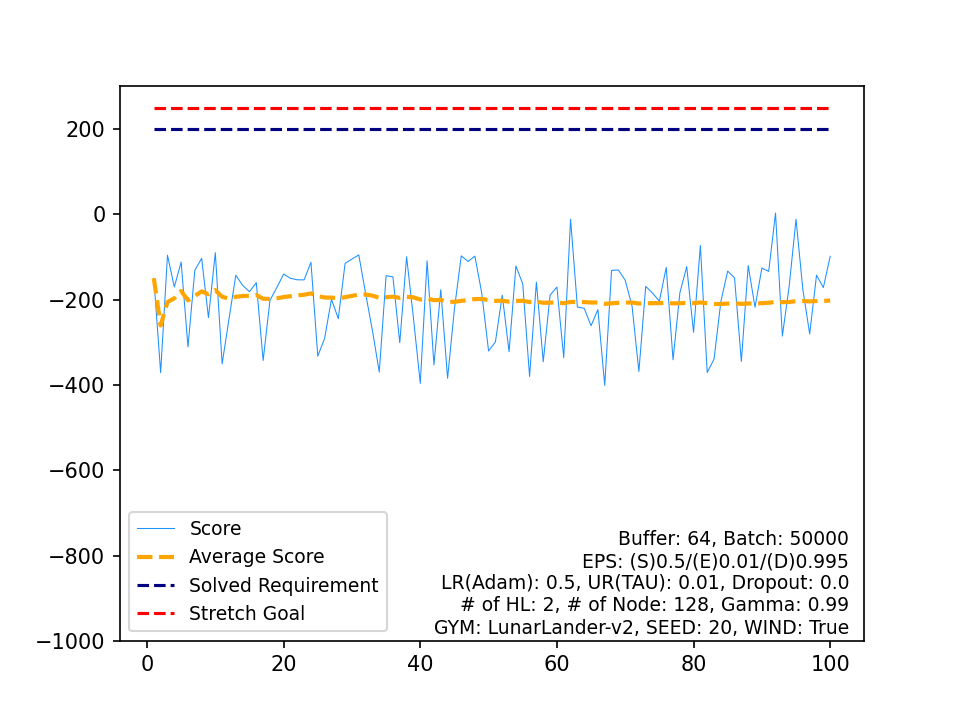 200
0
−200
−400
−600
−800
−1000
0 20 40 60 80 100
Score
Average Score
Solved Requirement
Stretch Goal
Buffer: 64, Batch: 50000
EPS: (S)0.5/(E)0.01/(D)0.995
LR(Adam): 0.5, UR(TAU): 0.01, Dropout: 0.0
# of HL: 2, # of Node: 128, Gamma: 0.99
GYM: LunarLander-v2, SEED: 20, WIND: True